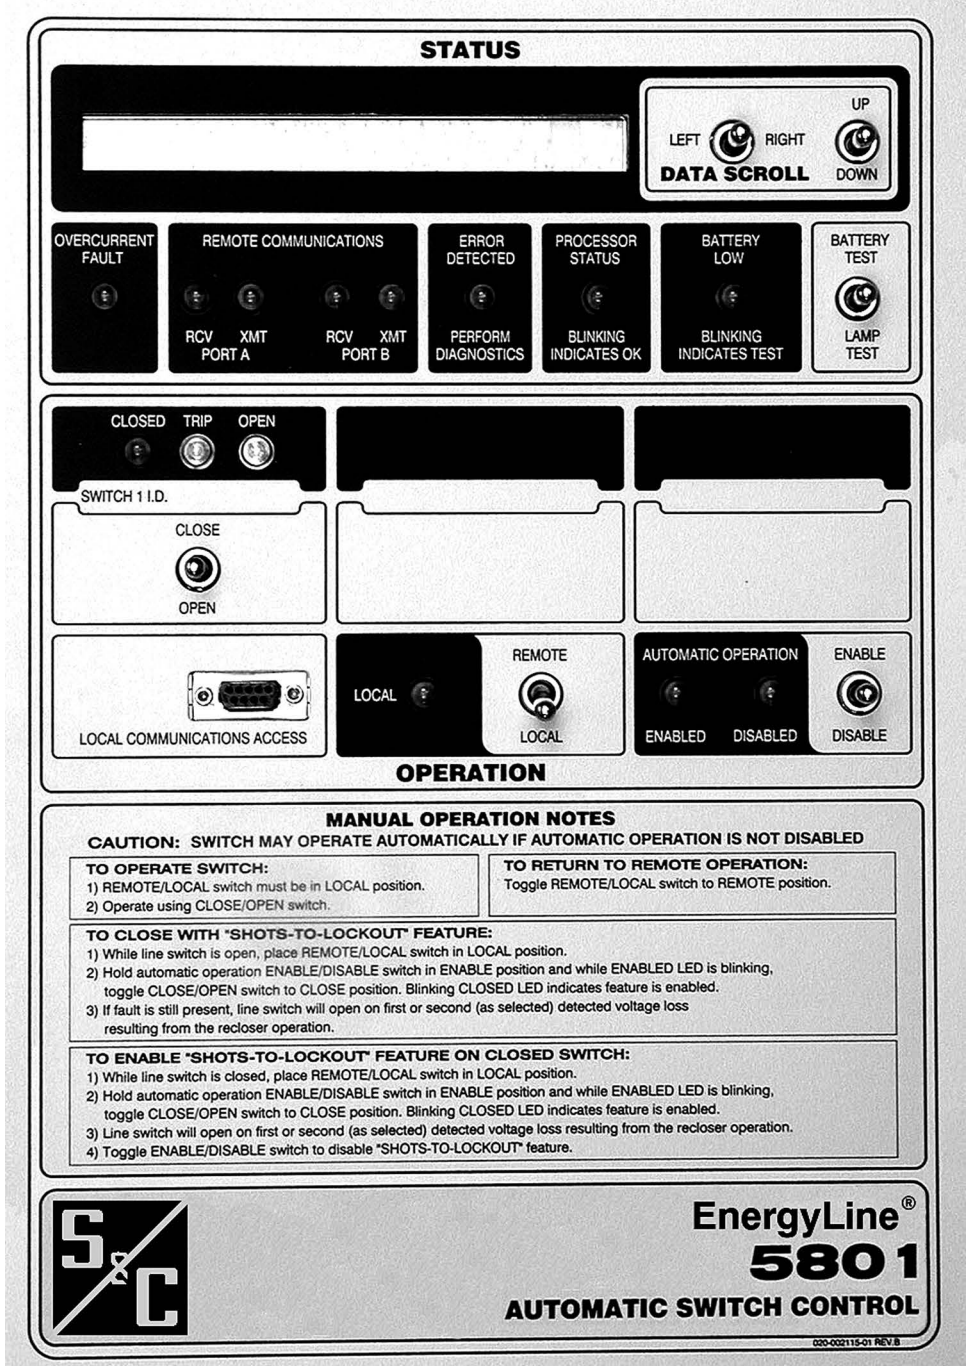 STATUS
UP
LEFT RIGHT
DATA SCROLL DOWN
OVERCURRENT
FAULT
REMOTE COMMUNICATIONS
RCV XMT RCV XMT
PORT A PORT B
ERROR
DETECTED
PERFORM
DIAGNOSTICS
PROCESSOR
STATUS
BLINKING
INDICATES OK
BATTERY
LOW
BLINKING
INDICATES TEST
BATTERY
TEST
LAMP
TEST
CLOSED TRIP OPEN
SWITCH 1 I.D.
CLOSE
OPEN
LOCAL COMMUNICATIONS ACCESS
LOCAL
REMOTE
LOCAL
AUTOMATIC OPERATION
ENABLED DISABLED
ENABLE
DISABLE
OPERATION
MANUAL OPERATION NOTES
CAUTION: SWITCH MAY OPERATE AUTOMATICALLY IF AUTOMATIC OPERATION IS NOT DISABLED
TO OPERATE SWITCH:
1) REMOTE/LOCAL switch must be in LOCAL position.
2) Operate using CLOSE/OPEN switch.
TO RETURN TO REMOTE OPERATION:
Toggle REMOTE/LOCAL switch to REMOTE position.
TO CLOSE WITH "SHOTS-TO-LOCKOUT" FEATURE:
1) While line switch is open, place REMOTE/LOCAL switch in LOCAL position.
2) Hold automatic operation ENABLE/DISABLE switch in ENABLE position and while ENABLED LED is blinking,
toggle CLOSE/OPEN switch to CLOSE position. Blinking CLOSED LED indicates feature is enabled.
3) If fault is still present, line switch will open on first or second (as selected) detected voltage loss
resulting from the recloser operation.
TO ENABLE "SHOTS-TO-LOCKOUT" FEATURE ON CLOSED SWITCH:
1) While line switch is closed, place REMOTE/LOCAL switch in LOCAL position.
2) Hold automatic operation ENABLE/DISABLE switch in ENABLE position and while ENABLED LED is blinking,
toggle CLOSE/OPEN switch to CLOSE position. Blinking CLOSED LED indicates feature is enabled.
3) Line switch will open on first or second (as selected) detected voltage loss resulting from the recloser operation.
4) Toggle ENABLE/DISABLE switch to disable "SHOTS-TO-LOCKOUT" feature.
S&C
EnergyLine®
5801
AUTOMATIC SWITCH CONTROL
020-002115-01 REV.B